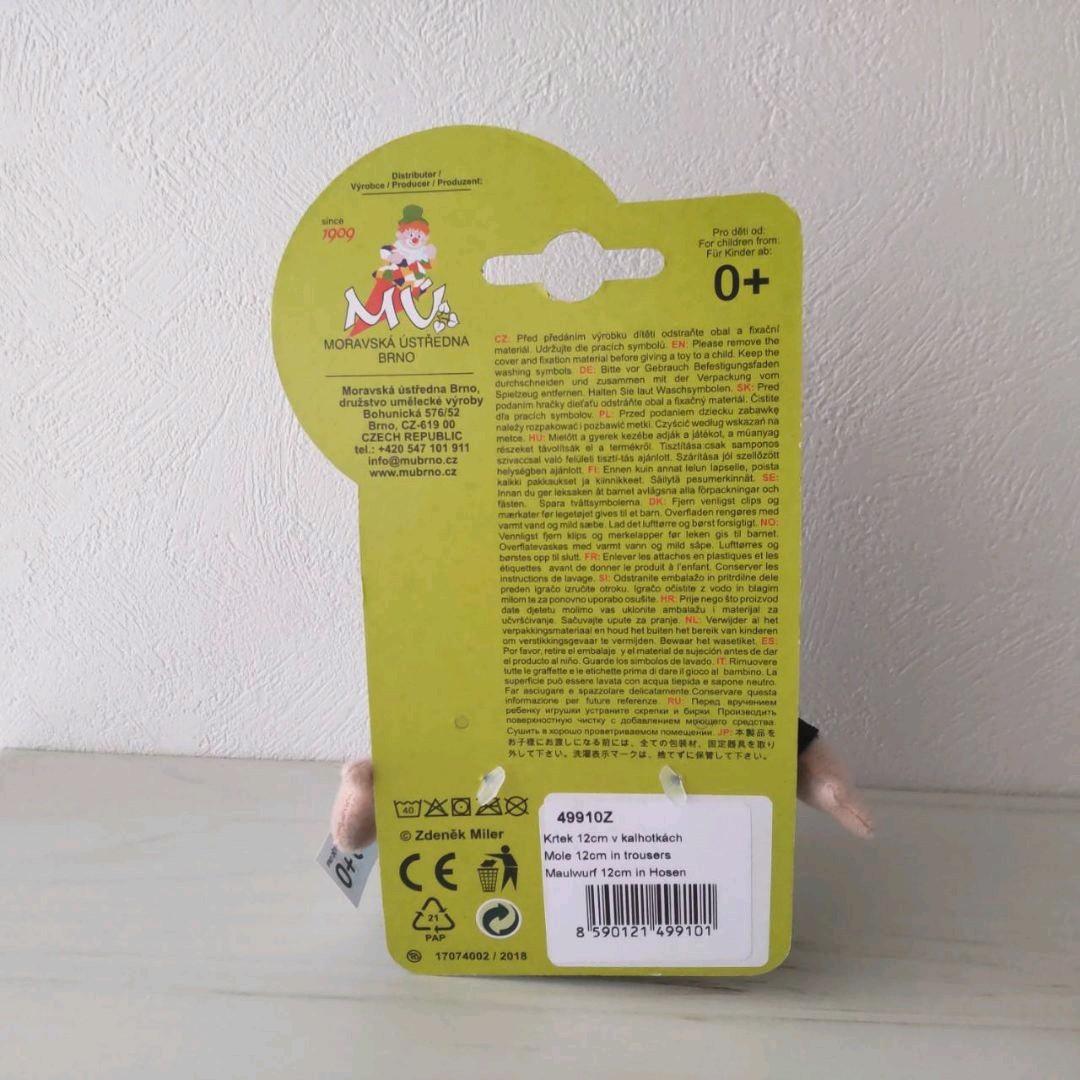 Distributor /
Výrobce / Producer / Produzent:
since
1909
MÚ
MORAVSKÁ ÚSTŘEDNA
BRNO
Moravská ústředna Brno,
družstvo umělecké výroby
Bohunická 576/52
Brno, CZ-619 00
CZECH REPUBLIC
tel.: +420 547 101 911
info@mubrno.cz
www.mubrno.cz
Pro děti od:
For children from:
Für Kinder ab:
0+
CZ: Před předáním výrobku dítěti odstraňte obal a fixační
materiál. Udržujte dle pracích symbolů. EN: Please remove the
cover and fixation material before giving a toy to a child. Keep the
washing symbols. DE: Bitte vor Gebrauch Befestigungsfaden
durchschneiden und zusammen mit der Verpackung vom
Spielzeug entfernen. Halten Sie laut Waschsymbolen. SK: Pred
podaním hračky dieťaťu odstráňte obal a fixačný materiál. Čistite
dľa pracích symbolov. PL: Przed podaniem dziecku zabawkę
należy rozpakować i pozbawić metki. Czyścić według wskazań na
metce. HU: Mielőtt a gyerek kezébe adják a játékot, a műanyag
részeket távolítsák el a termékről. Tisztítása csak samponos
szivaccsal való felületi tisztí-tás ajánlott. Szárítása jól szellőzött
helységben ajánlott. FI: Ennen kuin annat lelun lapselle, poista
kaikki pakkaukset ja kiinnikkeet. Säilytä pesumerkinnät. SE:
Innan du ger leksaken åt barnet avlägsna alla förpackningar och
fästen. Spara tvättsymbolerna. DK: Fjern venligst clips og
mærkater før legetøjet gives til et barn. Overfladen rengøres med
varmt vand og mild sæbe. Lad det lufttørre og børst forsigtigt. NO:
Vennligst fjern klips og merkelapper før leken gis til barnet.
Overflatevaskes med varmt vann og mild såpe. Lufttørres og
børstes opp til slutt. FR: Enlever les attaches en plastiques et les
étiquettes avant de donner le produit à l'enfant. Conserver les
instructions de lavage. SI: Odstranite embalažo in pritrdilne dele
preden igračo izročite otroku. Igračo očistite z vodo in blagim
milom te za ponovno uporabo osušite. HR: Prije nego što proizvod
date djetetu molimo vas uklonite ambalažu i materijal za
učvršćivanje. Sačuvajte upute za pranje. NL: Verwijder al het
verpakkingsmateriaal en houd het buiten het bereik van kinderen
om verstikkingsgevaar te vermijden. Bewaar het wasetiket. ES:
Por favor, retire el embalaje y el material de sujeción antes de dar
el producto al niño. Guarde los símbolos de lavado. IT: Rimuovere
tutte le graffette e le etichette prima di dare il gioco al bambino. La
superficie può essere lavata con acqua tiepida e sapone neutro.
Far asciugare e spazzolare delicatamente.Conservare questa
informazione per future referenze. RU: Перед вручением
ребенку игрушки устраните скрепки и бирки. Производить
поверхностную чистку с добавлением моющего средства.
Сушить в хорошо проветриваемом помещении. JP: 本製品を
お子様にお渡しになる前には、全ての包装材、固定器具を取り
外して下さい。洗濯表示マークは、捨てずに保管して下さい。
40
© Zdeněk Miler
CE
21
PAP
17074002 / 2018
49910Z
Krtek 12cm v kalhotkách
Mole 12cm in trousers
Maulwurf 12cm in Hosen
8 590121 499101
0+